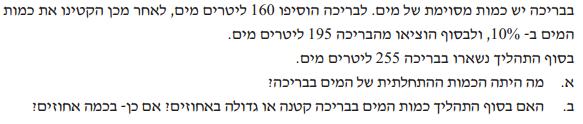 בבריכה יש כמות מסוימת של מים. לבריכה הוסיפו 160 ליטרים מים, לאחר מכן הקטינו את כמות
המים ב- 10%, ולבסוף הוציאו מהבריכה 195 ליטרים מים.
בסוף התהליך נשארו בבריכה 255 ליטרים מים.
א. מה היתה הכמות ההתחלתית של המים בבריכה?
ב. האם בסוף התהליך כמות המים בבריכה קטנה או גדולה באחוזים? אם כן- בכמה אחוזים?